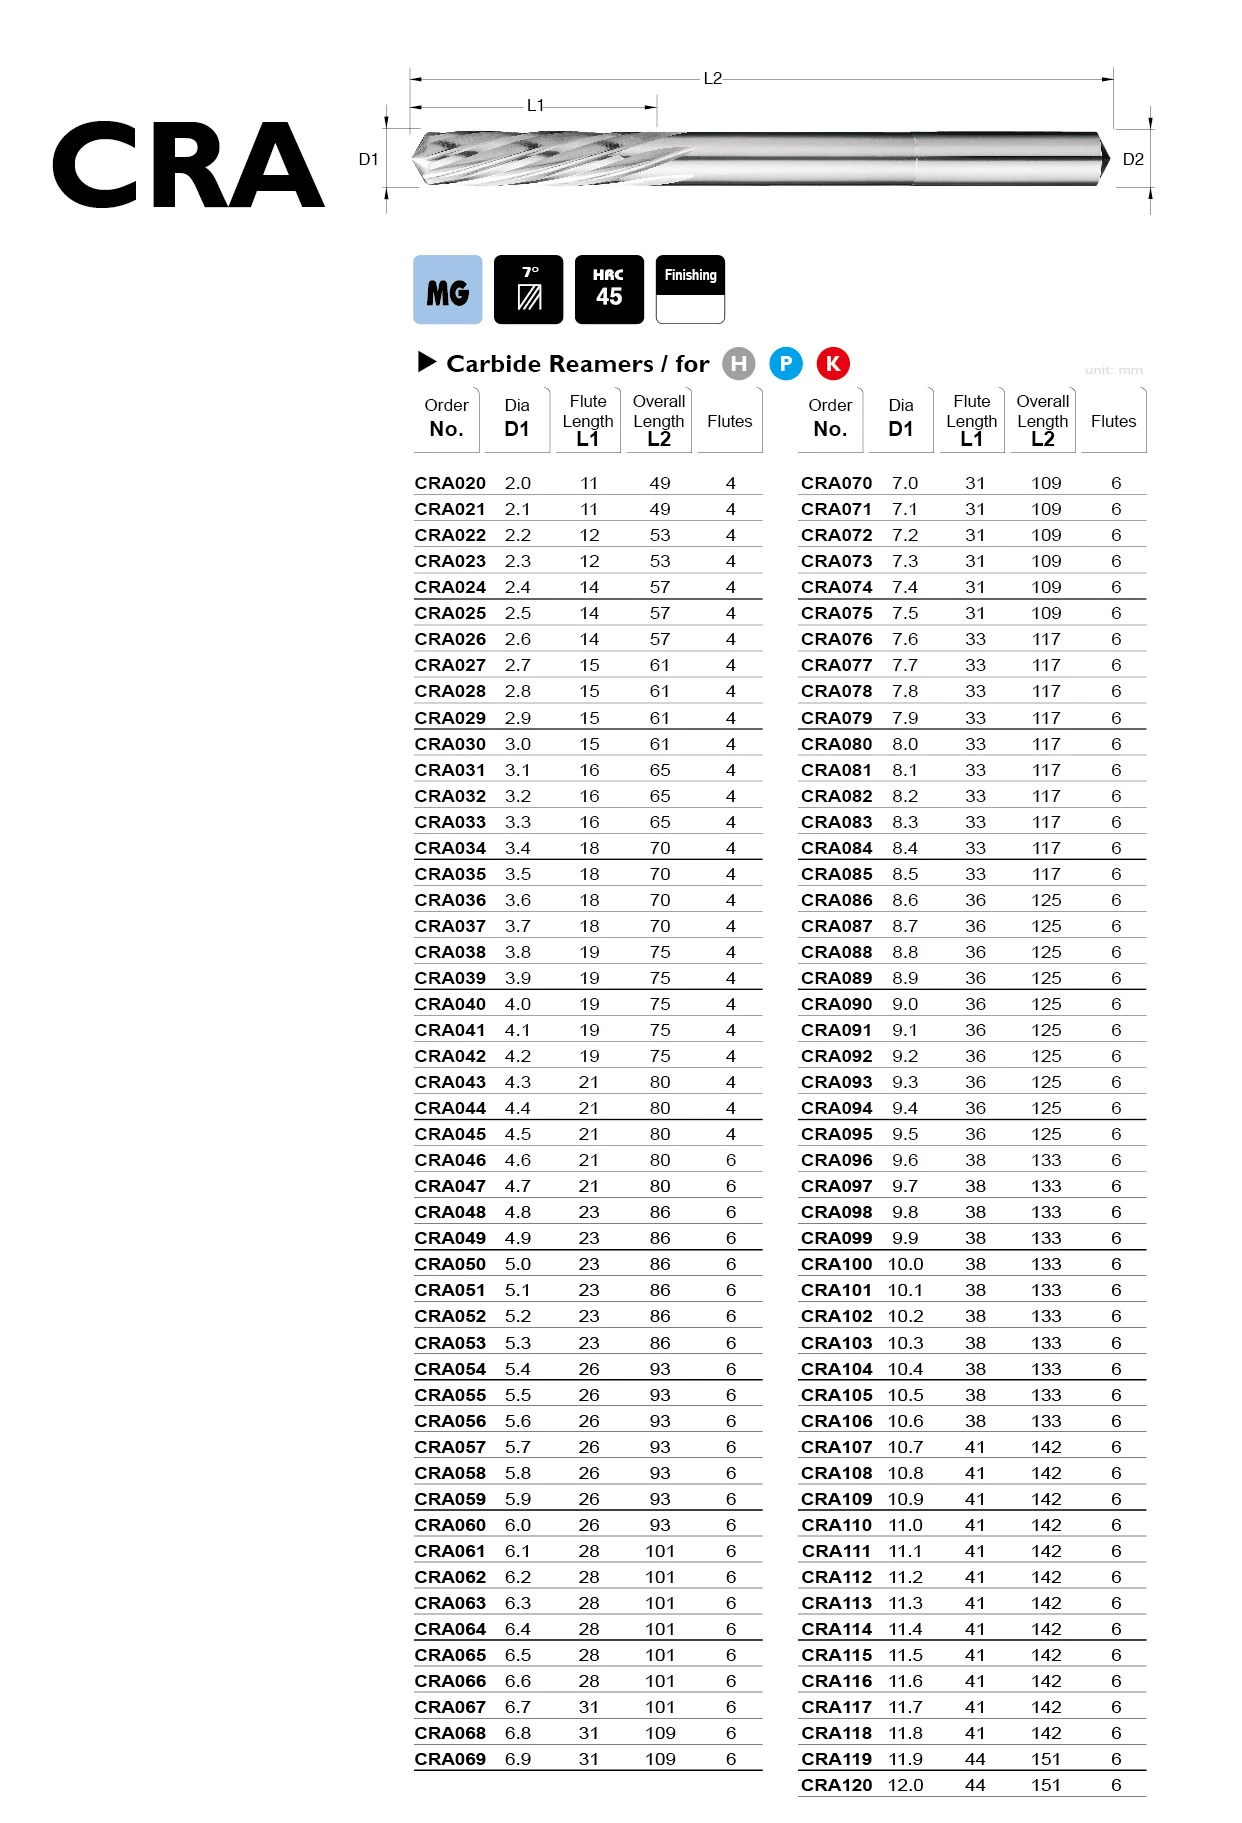 CRA
L2
L1
D1
D2
MG
7°
HRC
45
Finishing
Carbide Reamers / for H P K
unit: mm
Order No. Dia D1 Flute Length L1 Overall Length L2 Flutes
CRA020 2.0 11 49 4
CRA021 2.1 11 49 4
CRA022 2.2 12 53 4
CRA023 2.3 12 53 4
CRA024 2.4 14 57 4
CRA025 2.5 14 57 4
CRA026 2.6 14 57 4
CRA027 2.7 15 61 4
CRA028 2.8 15 61 4
CRA029 2.9 15 61 4
CRA030 3.0 15 61 4
CRA031 3.1 16 65 4
CRA032 3.2 16 65 4
CRA033 3.3 16 65 4
CRA034 3.4 18 70 4
CRA035 3.5 18 70 4
CRA036 3.6 18 70 4
CRA037 3.7 18 70 4
CRA038 3.8 19 75 4
CRA039 3.9 19 75 4
CRA040 4.0 19 75 4
CRA041 4.1 19 75 4
CRA042 4.2 19 75 4
CRA043 4.3 21 80 4
CRA044 4.4 21 80 4
CRA045 4.5 21 80 4
CRA046 4.6 21 80 6
CRA047 4.7 21 80 6
CRA048 4.8 23 86 6
CRA049 4.9 23 86 6
CRA050 5.0 23 86 6
CRA051 5.1 23 86 6
CRA052 5.2 23 86 6
CRA053 5.3 23 86 6
CRA054 5.4 26 93 6
CRA055 5.5 26 93 6
CRA056 5.6 26 93 6
CRA057 5.7 26 93 6
CRA058 5.8 26 93 6
CRA059 5.9 26 93 6
CRA060 6.0 26 93 6
CRA061 6.1 28 101 6
CRA062 6.2 28 101 6
CRA063 6.3 28 101 6
CRA064 6.4 28 101 6
CRA065 6.5 28 101 6
CRA066 6.6 28 101 6
CRA067 6.7 31 101 6
CRA068 6.8 31 109 6
CRA069 6.9 31 109 6
Order No. Dia D1 Flute Length L1 Overall Length L2 Flutes
CRA070 7.0 31 109 6
CRA071 7.1 31 109 6
CRA072 7.2 31 109 6
CRA073 7.3 31 109 6
CRA074 7.4 31 109 6
CRA075 7.5 31 109 6
CRA076 7.6 33 117 6
CRA077 7.7 33 117 6
CRA078 7.8 33 117 6
CRA079 7.9 33 117 6
CRA080 8.0 33 117 6
CRA081 8.1 33 117 6
CRA082 8.2 33 117 6
CRA083 8.3 33 117 6
CRA084 8.4 33 117 6
CRA085 8.5 33 117 6
CRA086 8.6 36 125 6
CRA087 8.7 36 125 6
CRA088 8.8 36 125 6
CRA089 8.9 36 125 6
CRA090 9.0 36 125 6
CRA091 9.1 36 125 6
CRA092 9.2 36 125 6
CRA093 9.3 36 125 6
CRA094 9.4 36 125 6
CRA095 9.5 36 125 6
CRA096 9.6 38 133 6
CRA097 9.7 38 133 6
CRA098 9.8 38 133 6
CRA099 9.9 38 133 6
CRA100 10.0 38 133 6
CRA101 10.1 38 133 6
CRA102 10.2 38 133 6
CRA103 10.3 38 133 6
CRA104 10.4 38 133 6
CRA105 10.5 38 133 6
CRA106 10.6 38 133 6
CRA107 10.7 41 142 6
CRA108 10.8 41 142 6
CRA109 10.9 41 142 6
CRA110 11.0 41 142 6
CRA111 11.1 41 142 6
CRA112 11.2 41 142 6
CRA113 11.3 41 142 6
CRA114 11.4 41 142 6
CRA115 11.5 41 142 6
CRA116 11.6 41 142 6
CRA117 11.7 41 142 6
CRA118 11.8 41 142 6
CRA119 11.9 44 151 6
CRA120 12.0 44 151 6